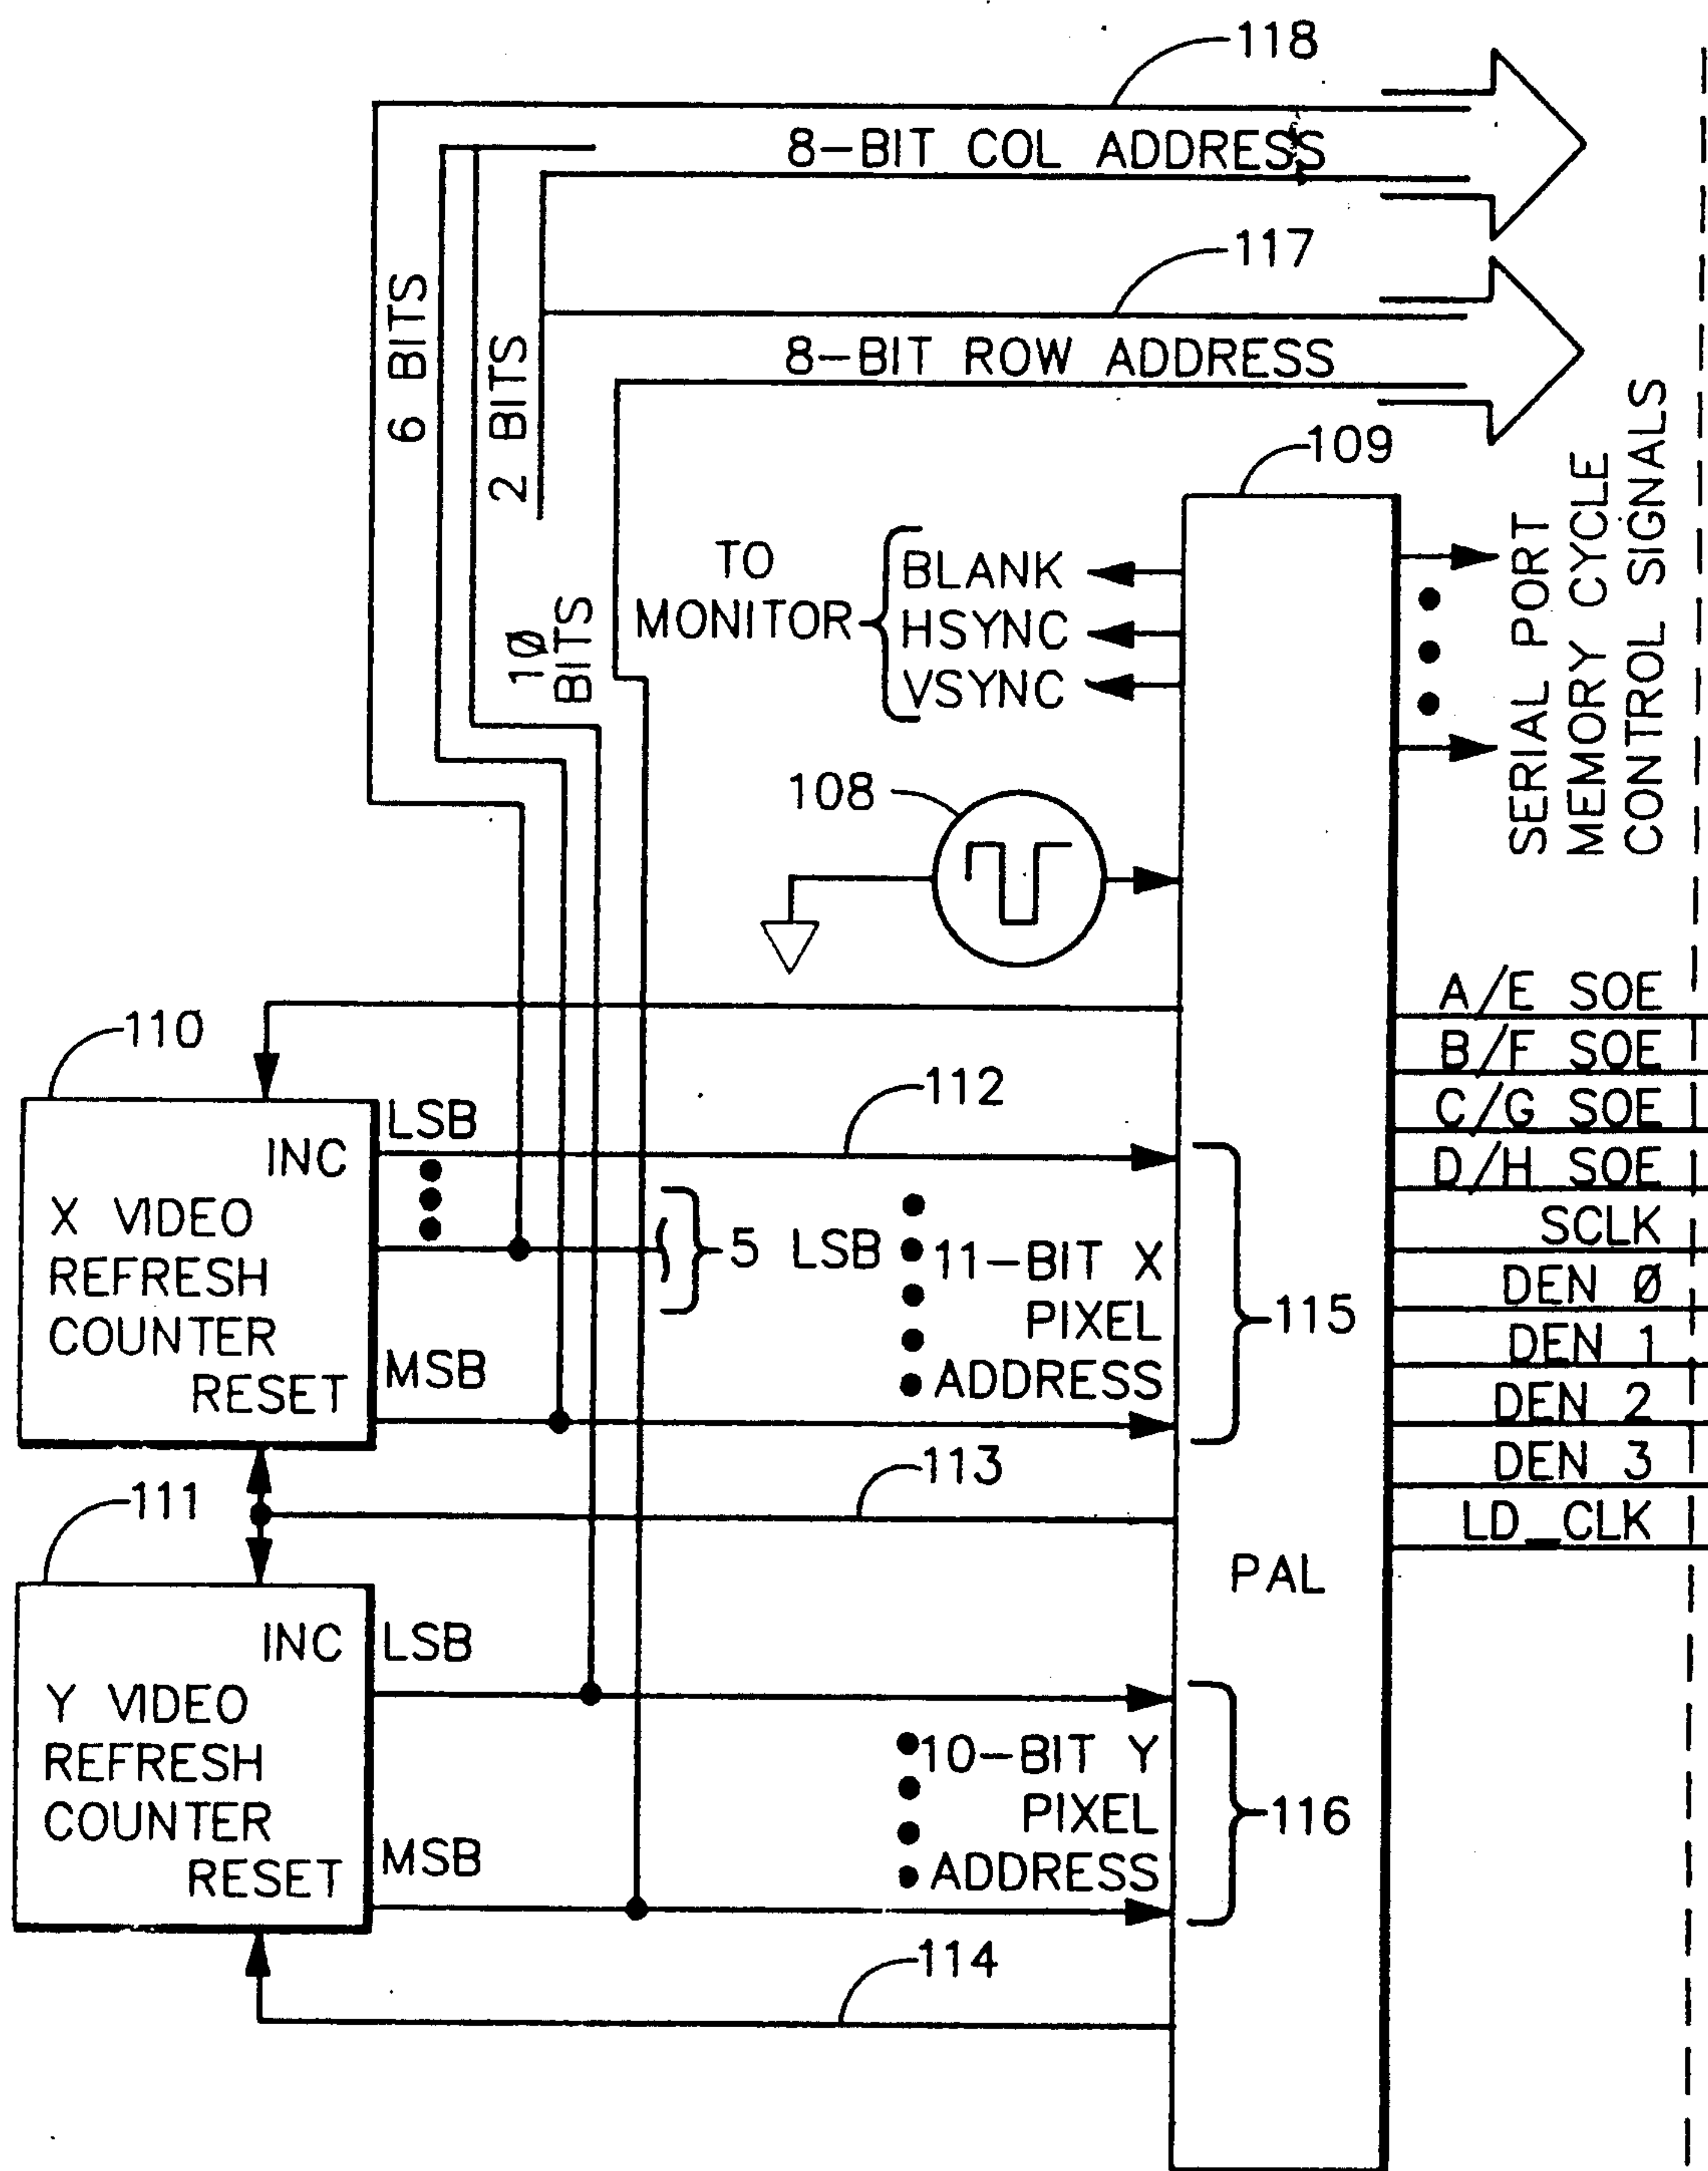 118
8-BIT COL ADDRESS
117
8-BIT ROW ADDRESS
6 BITS
2 BITS
1Ø
BITS
109
TO
MONITOR
BLANK
HSYNC
VSYNC
SERIAL PORT
MEMORY CYCLE
CONTROL SIGNALS
108
A/E SOE
B/F SOE
C/G SOE
D/H SOE
SCLK
DEN Ø
DEN 1
DEN 2
DEN 3
LD_CLK
110
INC
X VIDEO
REFRESH
COUNTER
RESET
LSB
MSB
112
5 LSB
11-BIT X
PIXEL
ADDRESS
115
113
PAL
111
INC
Y VIDEO
REFRESH
COUNTER
RESET
LSB
MSB
10-BIT Y
PIXEL
ADDRESS
116
114